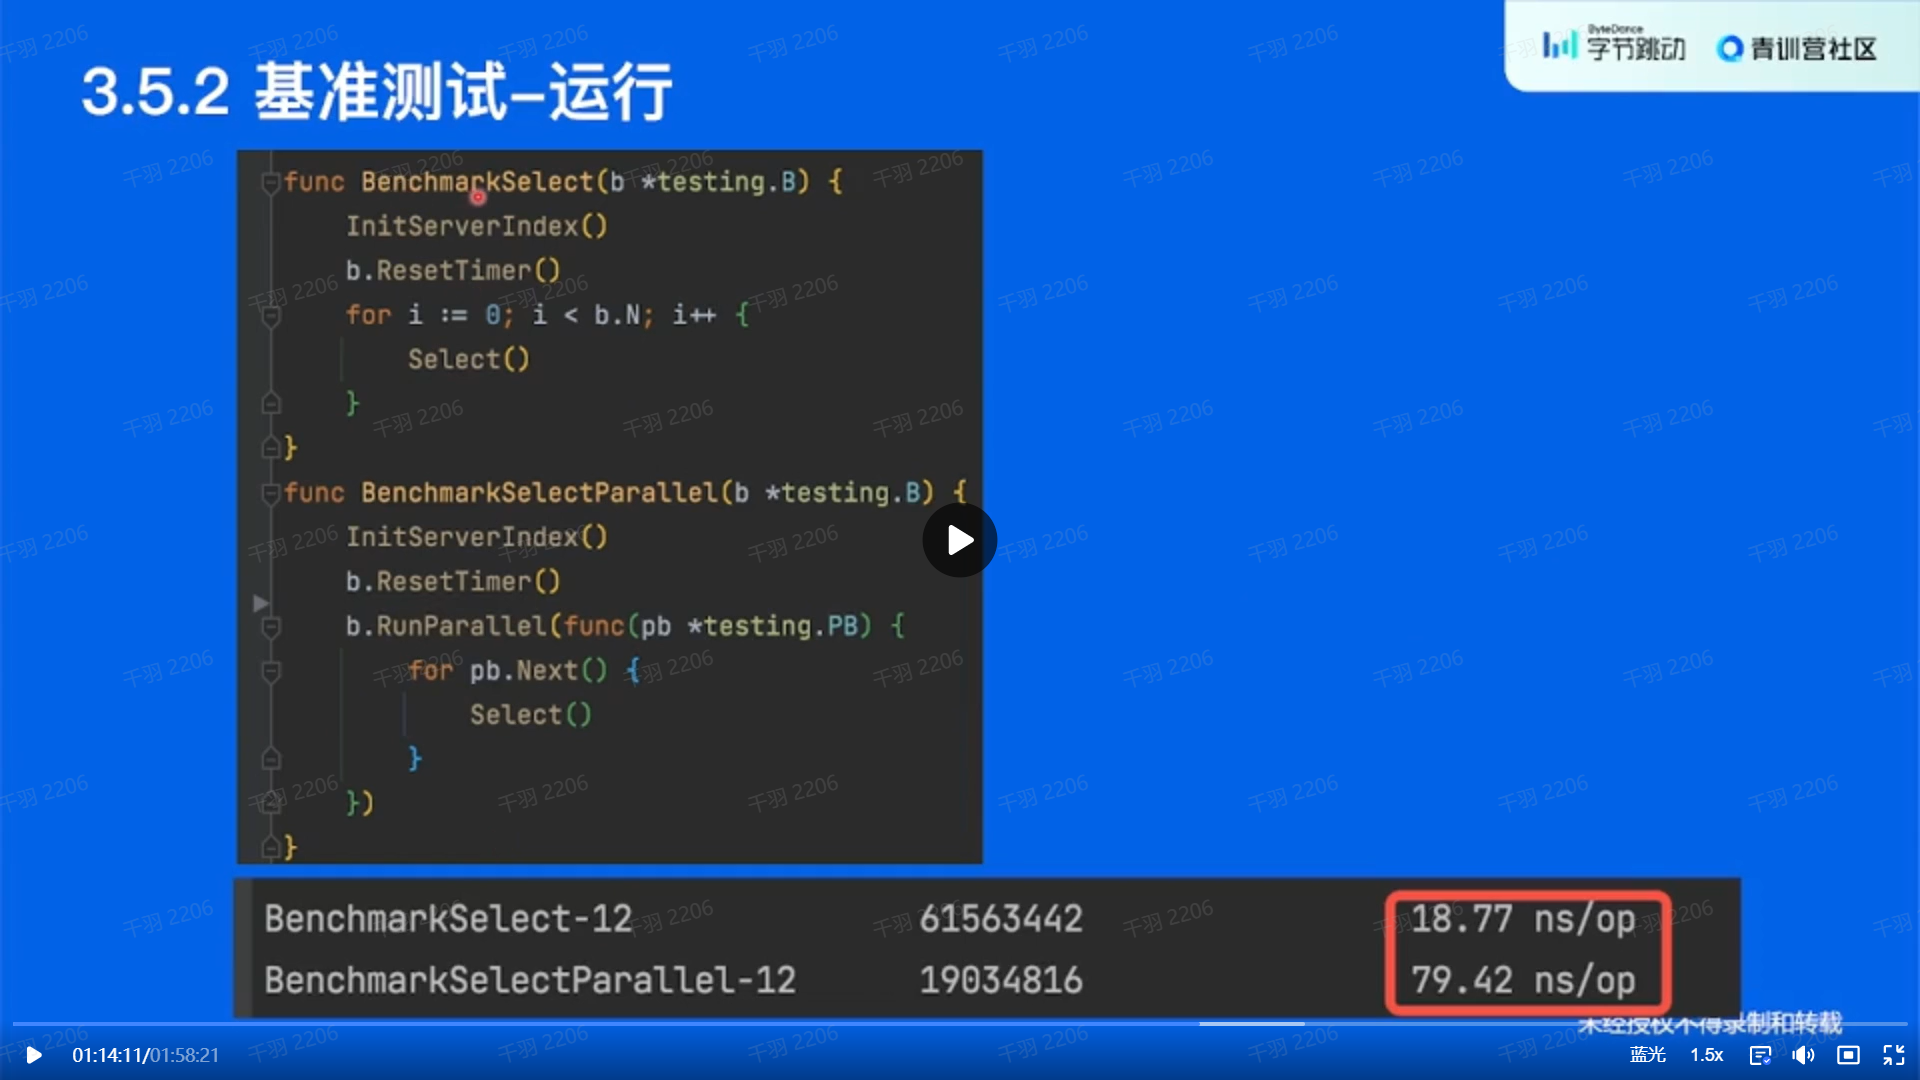 3.5.2 基准测试-运行
ByteDance
字节跳动 青训营社区
func BenchmarkSelect(b *testing.B) {
InitServerIndex()
b.ResetTimer()
for i := 0; i < b.N; i++ {
Select()
}
}
func BenchmarkSelectParallel(b *testing.B) {
InitServerIndex()
b.ResetTimer()
b.RunParallel(func(pb *testing.PB) {
for pb.Next() {
Select()
}
})
}
BenchmarkSelect-12 61563442 18.77 ns/op
BenchmarkSelectParallel-12 19034816 79.42 ns/op
未经授权不得录制和转载
01:14:11/01:58:21 蓝光 1.5x
千羽 2206